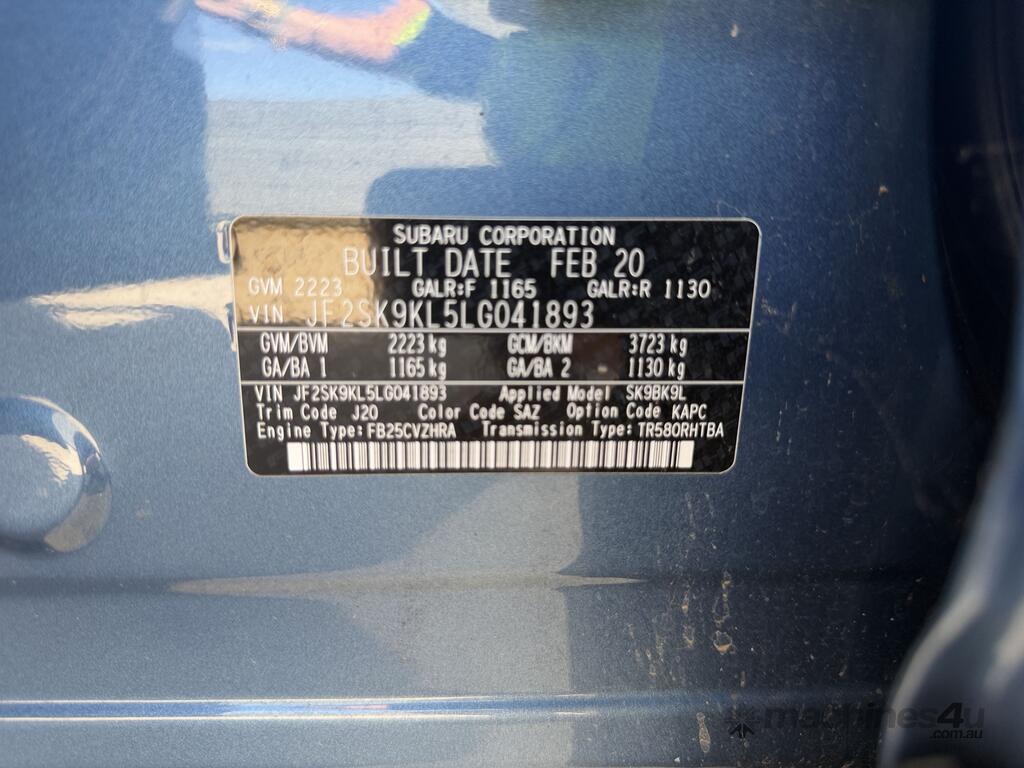 SUBARU CORPORATION
BUILT DATE FEB 20
GVM 2223 GALR:F 1165 GALR:R 1130
VIN JF2SK9KL5LG041893
GVM/BVM 2223 kg GCM/BKM 3723 kg
GA/BA 1 1165 kg GA/BA 2 1130 kg
VIN JF2SK9KL5LG041893 Applied Model SK9BK9L
Trim Code J20 Color Code SAZ Option Code KAPC
Engine Type:FB25CVZHRA Transmission Type:TR580RHTBA
machines4u
.com.au